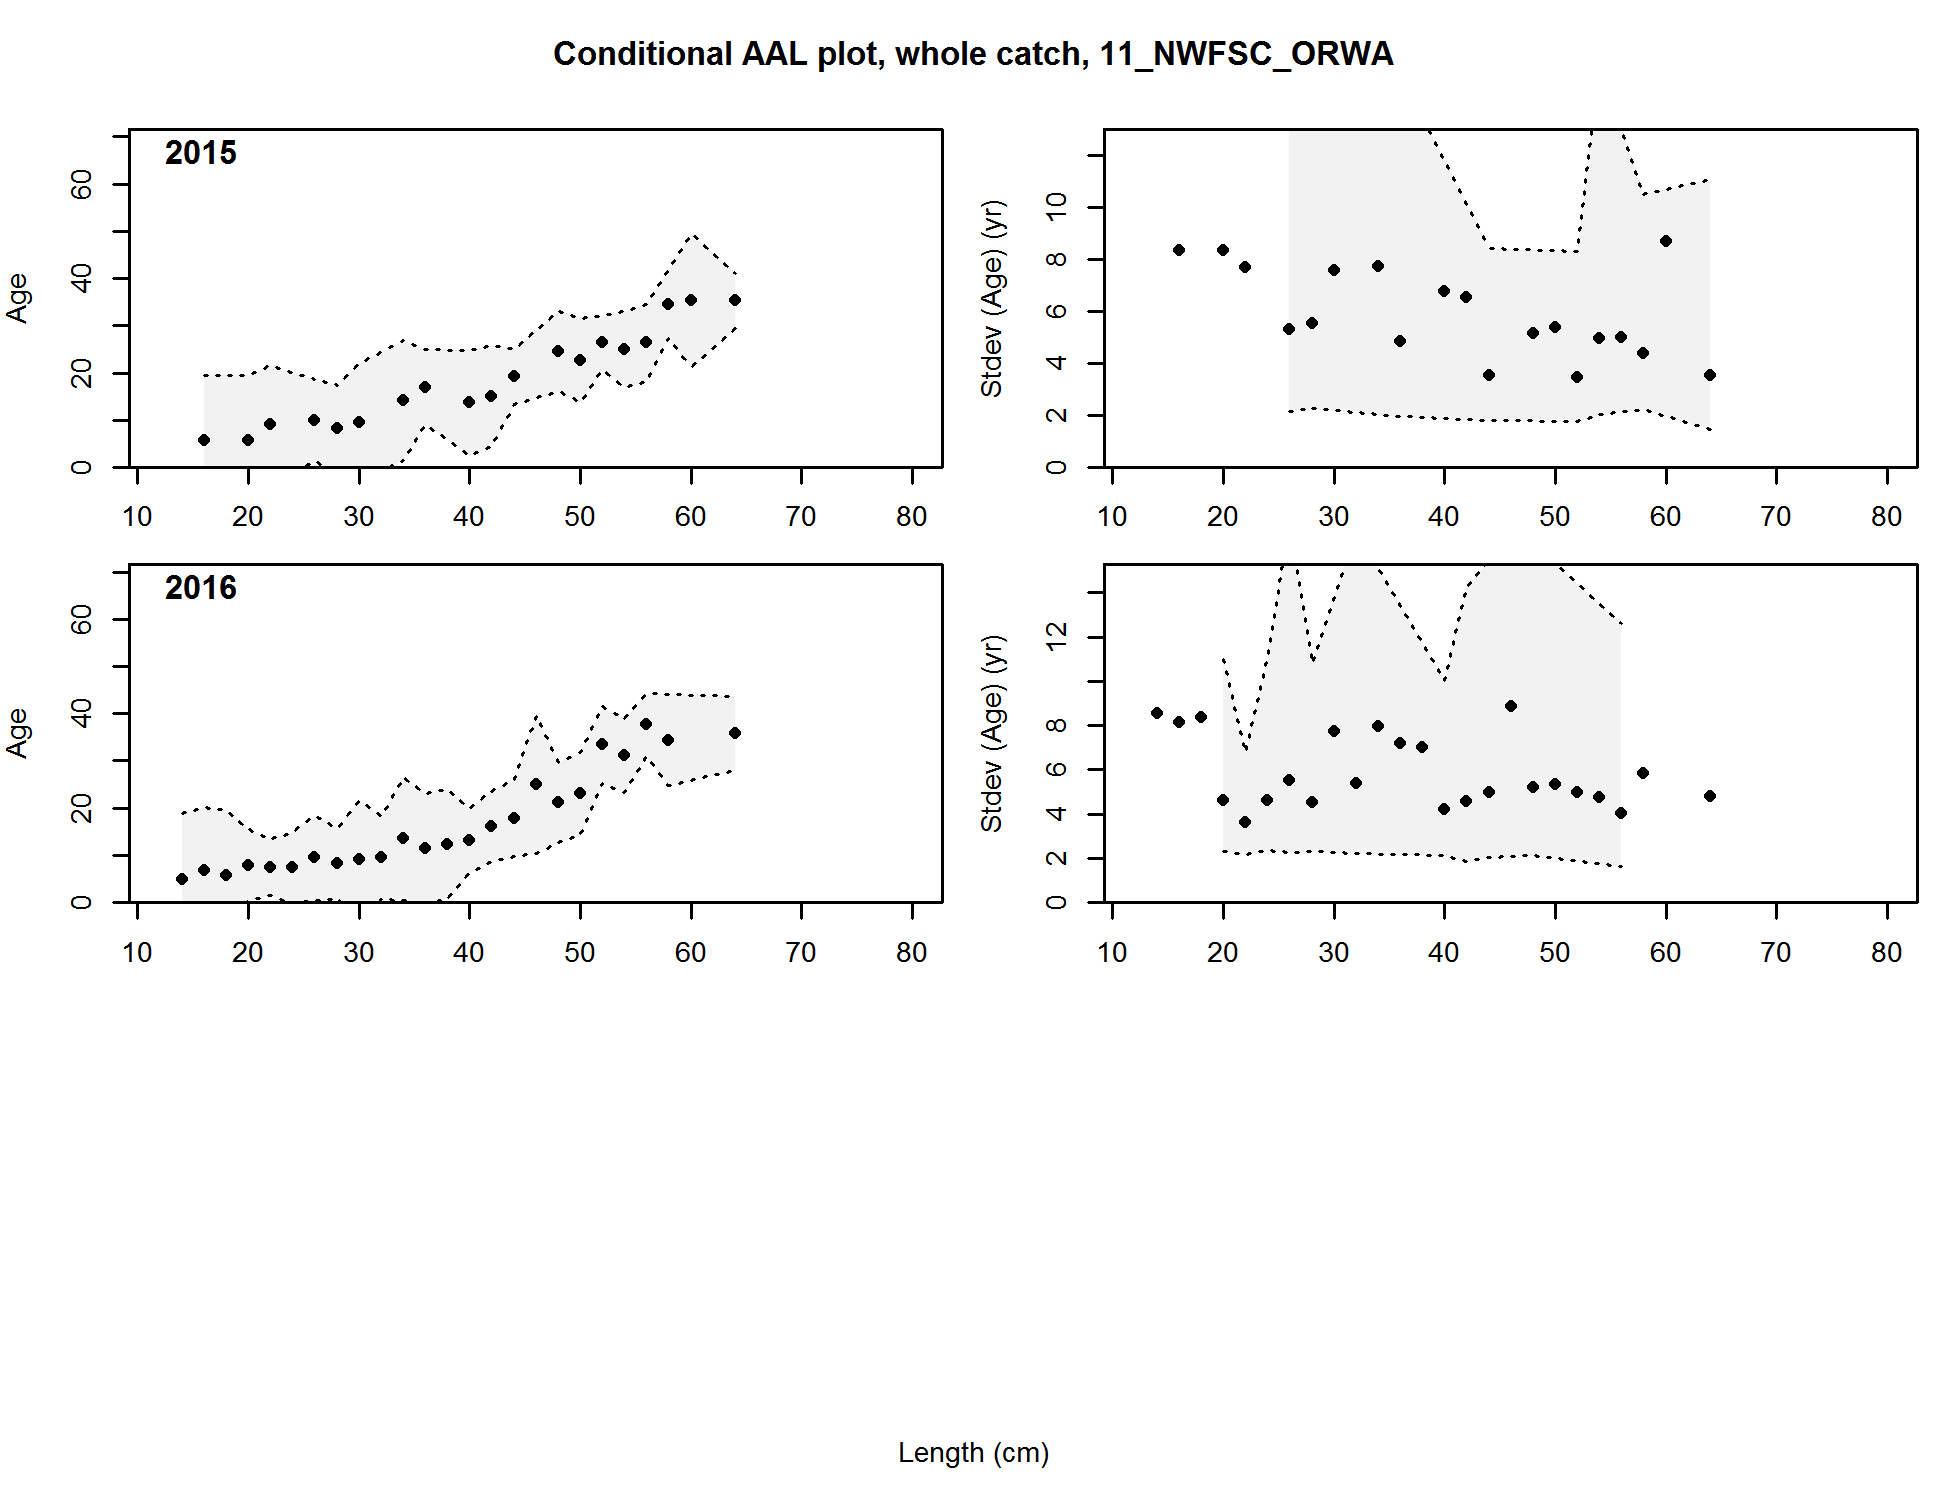 Conditional AAL plot, whole catch, 11_NWFSC_ORWA
2015
Age
0 20 40 60
10 20 30 40 50 60 70 80
Stdev (Age) (yr)
0 2 4 6 8 10
10 20 30 40 50 60 70 80
2016
Age
0 20 40 60
10 20 30 40 50 60 70 80
Stdev (Age) (yr)
0 2 4 6 8 12
10 20 30 40 50 60 70 80
Length (cm)